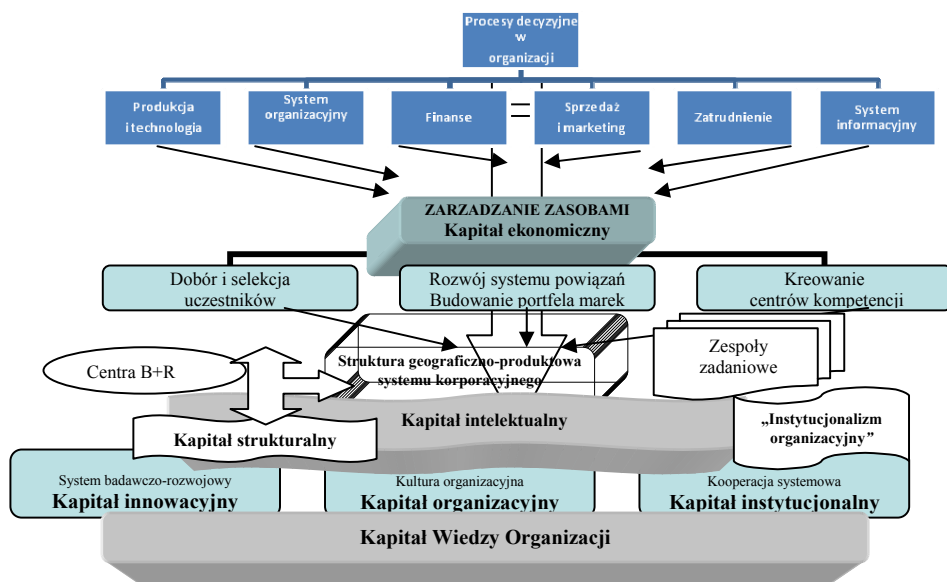 Procesy decyzyjne
w
organizacji
Produkcja
i technologia
System
organizacyjny
Finanse
Sprzedaż
i marketing
Zatrudnienie
System
informacyjny
ZARZADZANIE ZASOBAMI
Kapitał ekonomiczny
Dobór i selekcja
uczestników
Rozwój systemu powiązań
Budowanie portfela marek
Kreowanie
centrów kompetencji
Struktura geograficzno-produktowa
systemu korporacyjnego
Zespoły
zadaniowe
Centra B+R
Kapitał intelektualny
Kapitał strukturalny
„Instytucjonalizm
organizacyjny”
System badawczo-rozwojowy
Kapitał innowacyjny
Kultura organizacyjna
Kapitał organizacyjny
Kooperacja systemowa
Kapitał instytucjonalny
Kapitał Wiedzy Organizacji